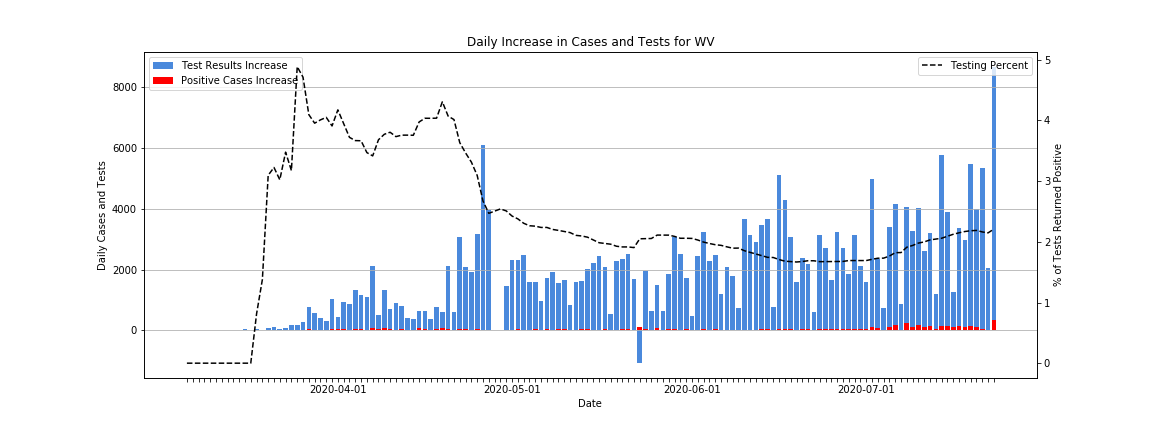 Daily Increase in Cases and Tests for WV
Test Results Increase
Positive Cases Increase
Testing Percent
8000
6000
4000
2000
0
Daily Cases and Tests
5
4
3
2
1
0
% of Tests Returned Positive
2020-04-01
2020-05-01
2020-06-01
2020-07-01
Date